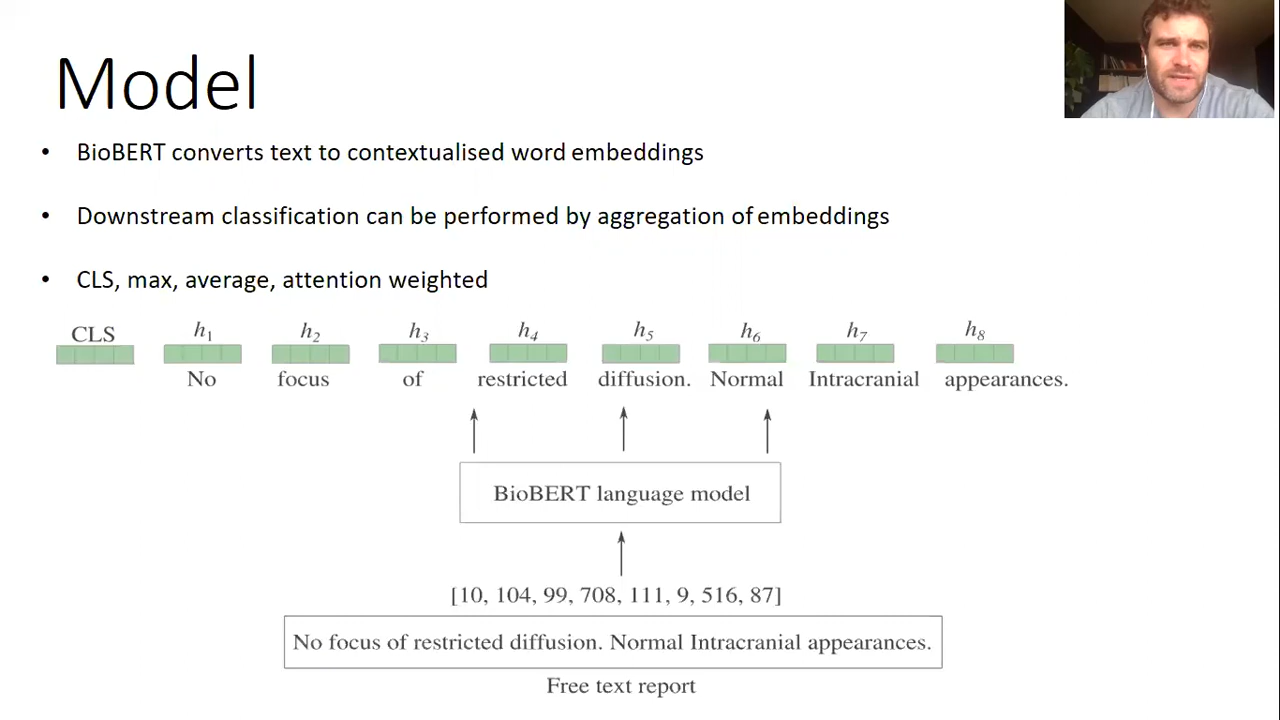 Model
• BioBERT converts text to contextualised word embeddings
• Downstream classification can be performed by aggregation of embeddings
• CLS, max, average, attention weighted
CLS h1 h2 h3 h4 h5 h6 h7 h8
No focus of restricted diffusion. Normal Intracranial appearances.
BioBERT language model
[10, 104, 99, 708, 111, 9, 516, 87]
No focus of restricted diffusion. Normal Intracranial appearances.
Free text report